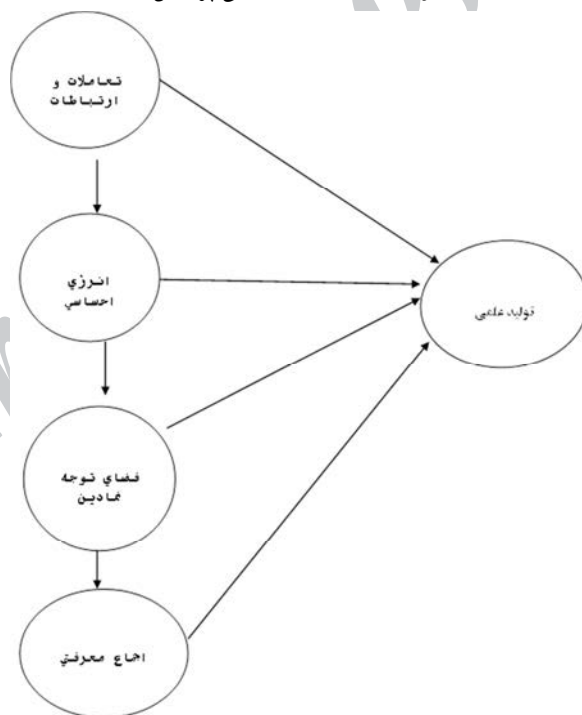 تعاملات و
ارتباطات
انرژي
احساسي
توليد علمي
فضاي توجه
نمادين
اجماع معرفتي